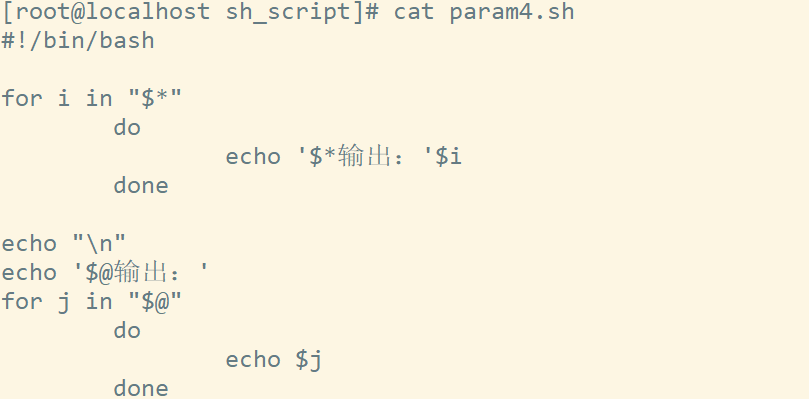 [root@localhost sh_script]# cat param4.sh
#!/bin/bash
for i in "$*"
do
echo '$*输出：'$i
done
echo "\n"
echo '$@输出：'
for j in "$@"
do
echo $j
done